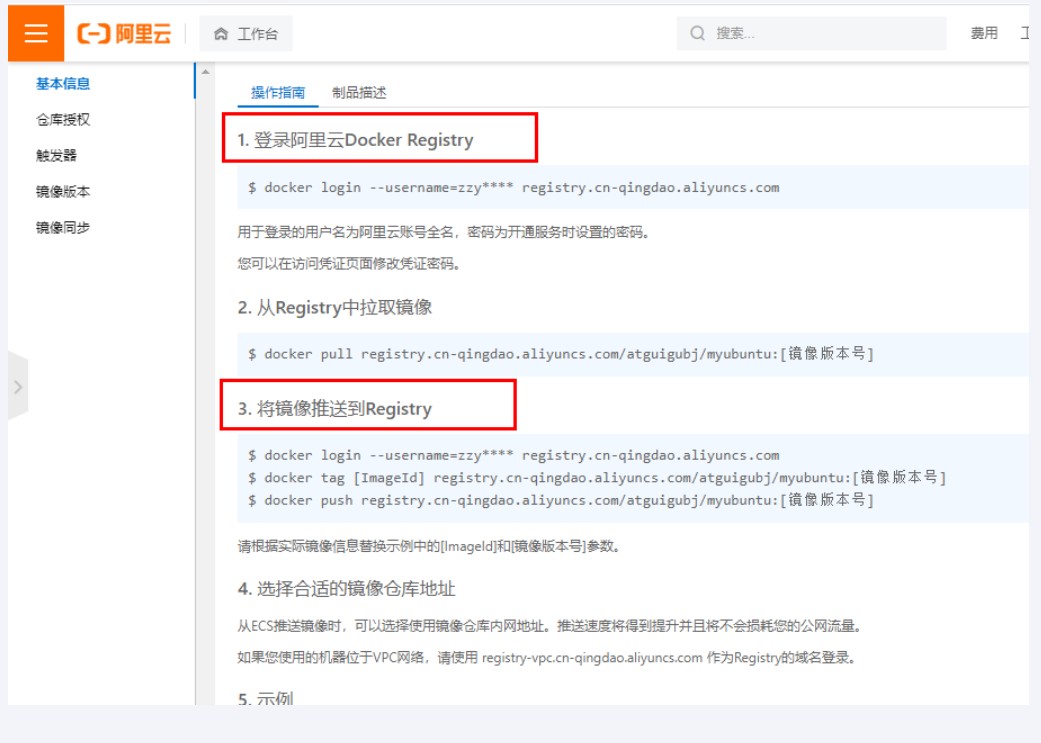 阿里云
工作台
搜索...
费用
基本信息
仓库授权
触发器
镜像版本
镜像同步
操作指南 制品描述
1. 登录阿里云Docker Registry
$ docker login --username=zzy**** registry.cn-qingdao.aliyuncs.com
用于登录的用户名为阿里云账号全名，密码为开通服务时设置的密码。
您可以在访问凭证页面修改凭证密码。
2. 从Registry中拉取镜像
$ docker pull registry.cn-qingdao.aliyuncs.com/atguigubj/myubuntu:[镜像版本号]
3. 将镜像推送到Registry
$ docker login --username=zzy**** registry.cn-qingdao.aliyuncs.com
$ docker tag [ImageId] registry.cn-qingdao.aliyuncs.com/atguigubj/myubuntu:[镜像版本号]
$ docker push registry.cn-qingdao.aliyuncs.com/atguigubj/myubuntu:[镜像版本号]
请根据实际镜像信息替换示例中的[ImageId]和[镜像版本号]参数。
4. 选择合适的镜像仓库地址
从ECS推送镜像时，可以选择使用镜像仓库内网地址。推送速度将得到提升并且将不会损耗您的公网流量。
如果您使用的机器位于VPC网络，请使用 registry-vpc.cn-qingdao.aliyuncs.com 作为Registry的域名登录。
5. 示例